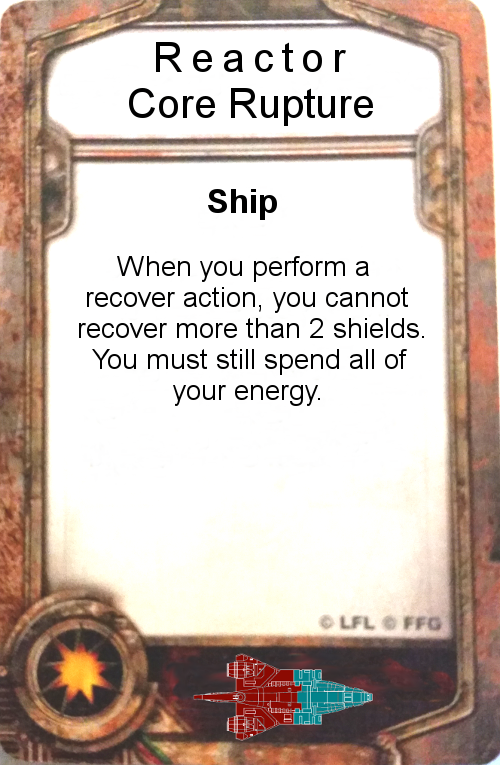 Reactor
Core Rupture
Ship
When you perform a
recover action, you cannot
recover more than 2 shields.
You must still spend all of
your energy.
© LFL © FFG